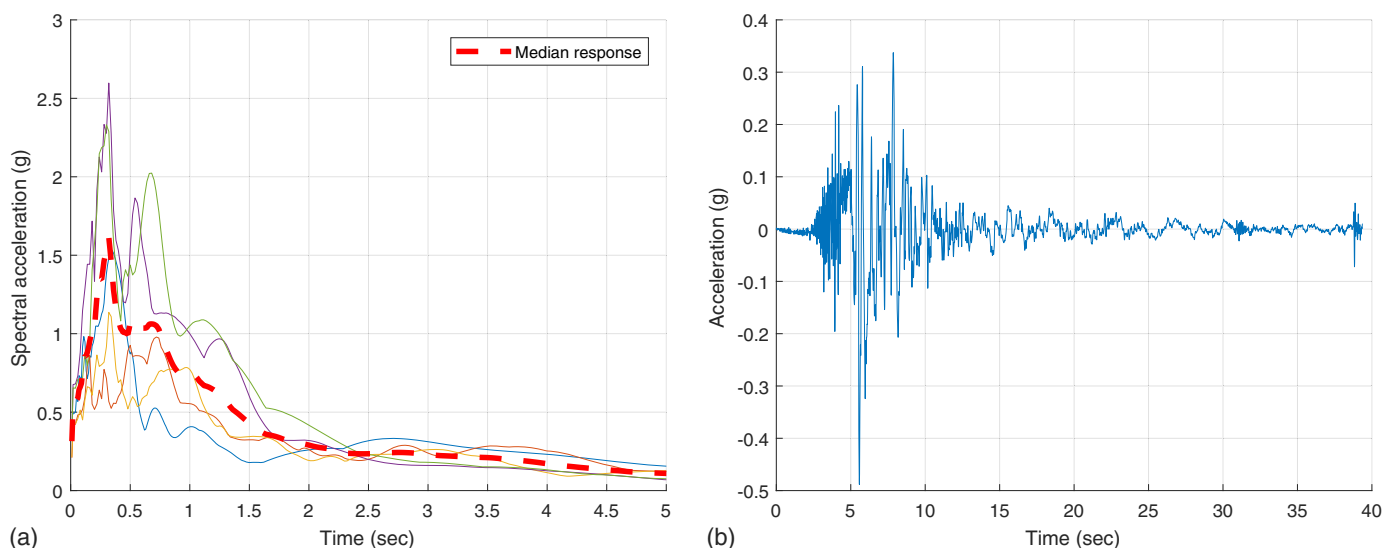 3
2.5
2
1.5
1
0.5
0
Spectral acceleration (g)
Median response
0 0.5 1 1.5 2 2.5 3 3.5 4 4.5 5
Time (sec)
(a)
0.4
0.3
0.2
0.1
0
-0.1
-0.2
-0.3
-0.4
-0.5
Aceleration (g)
0 5 10 15 20 25 30 35 40
Time (sec)
(b)